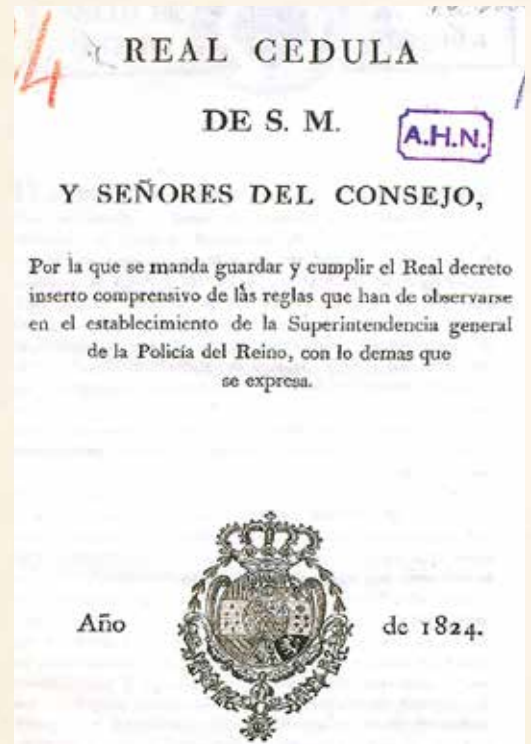 REAL CEDULA
DE S. M.
A.H.N.
Y SEÑORES DEL CONSEJO,
Por la que se manda guardar y cumplir el Real decreto
inserto comprensivo de las reglas que han de observarse
en el establecimiento de la Superintendencia general
de la Policía del Reino, con lo demas que
se expresa.
Año de 1824.